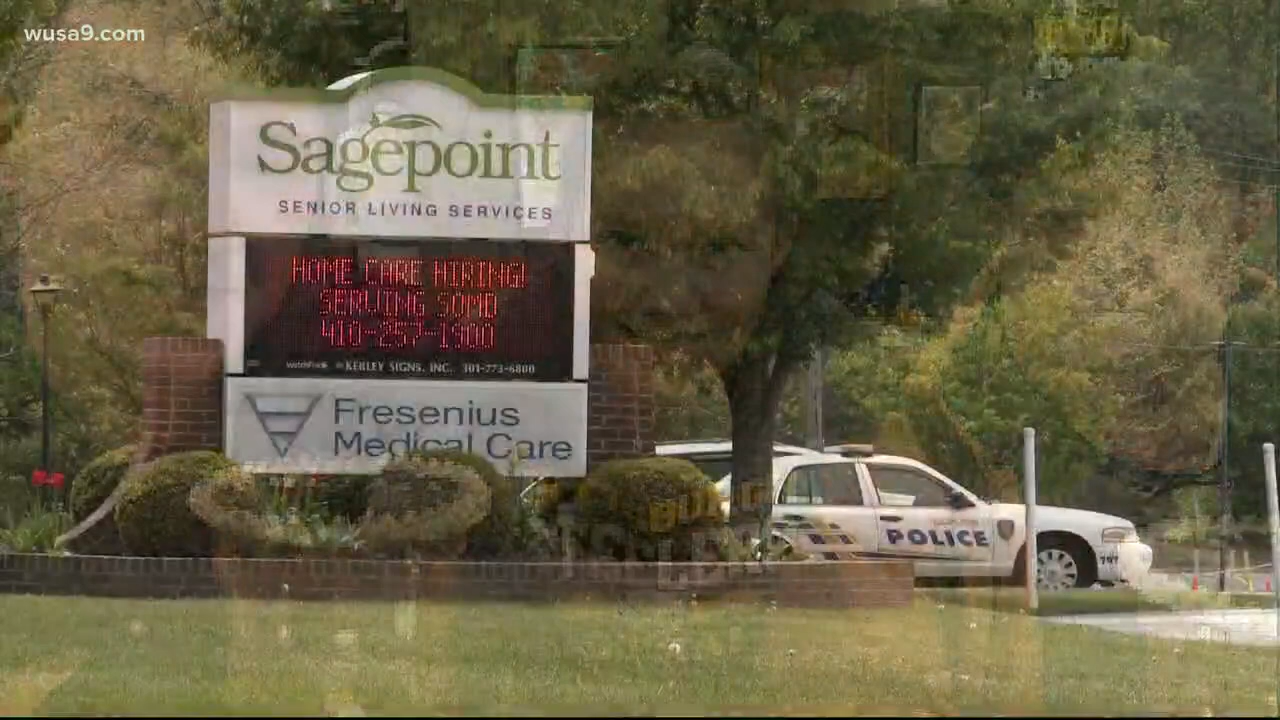 wusa9.com
Sagepoint
SENIOR LIVING SERVICES
HOME CARE HIRING!
SERVING SOMD
410-257-1900
KERLEY SIGNS, INC. 301-773-6800
Fresenius
Medical Care
POLICE